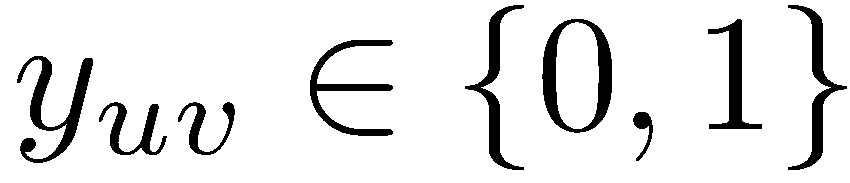 y_{uv} ∈ {0, 1}